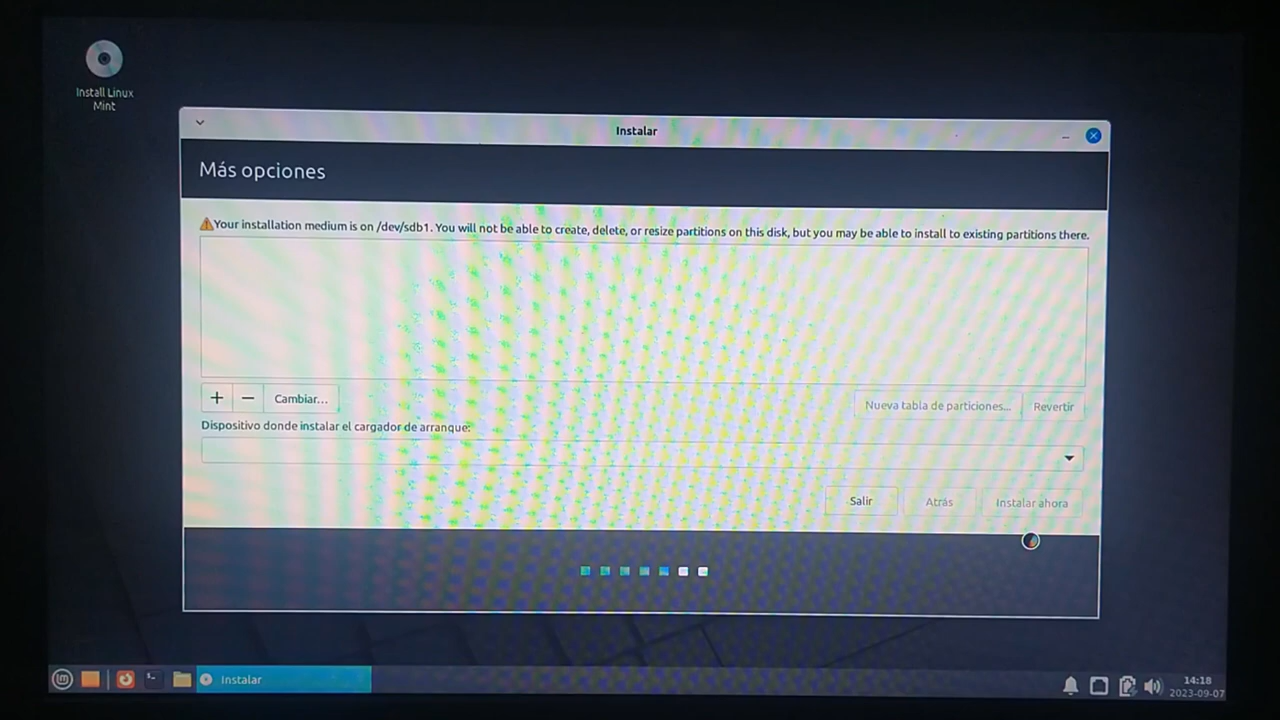 Install Linux
Mint
Instalar
Más opciones
Your installation medium is on /dev/sdb1. You will not be able to create, delete, or resize partitions on this disk, but you may be able to install to existing partitions there.
+ − Cambiar...
Nueva tabla de particiones... Revertir
Dispositivo donde instalar el cargador de arranque:
Salir Atrás Instalar ahora
Instalar
14:18
2023-09-07